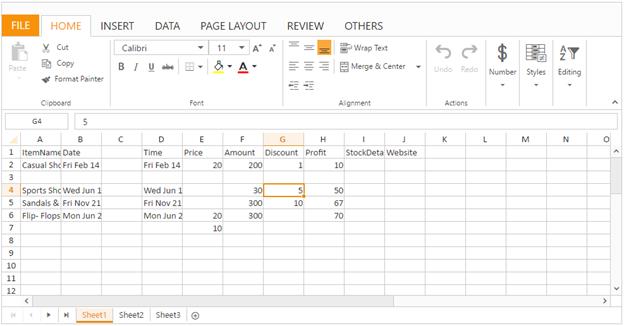 FILE HOME INSERT DATA PAGE LAYOUT REVIEW OTHERS
Paste Cut Copy Format Painter
Clipboard
Calibri 11 A A
B I U abc A
Font
Wrap Text
Merge & Center
Alignment
Undo Redo
Actions
$ Number Styles A Z Editing
G4 5
A B C D E F G H I J K L M N O
1 ItemName Date Time Price Amount Discount Profit StockDeta Website
2 Casual Sho Fri Feb 14 Fri Feb 14 20 200 1 10
3
4 Sports Sho Wed Jun 1 Wed Jun 1 30 5 50
5 Sandals & Fri Nov 21 Fri Nov 21 300 10 67
6 Flip- Flops Mon Jun 2 Mon Jun 2 20 300 70
7 10
8
9
10
11
12
Sheet1 Sheet2 Sheet3